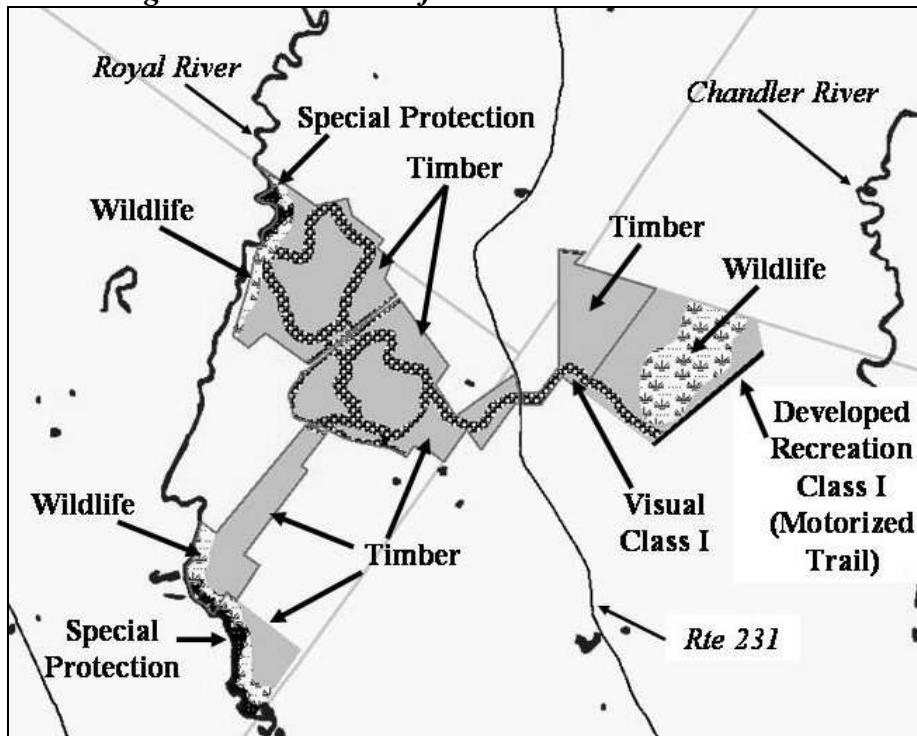 Royal River
Special Protection
Chandler River
Timber
Wildlife
Timber
Wildlife
Developed
Recreation
Class I
(Motorized
Trail)
Wildlife
Visual
Class I
Timber
Special
Protection
Rte 231